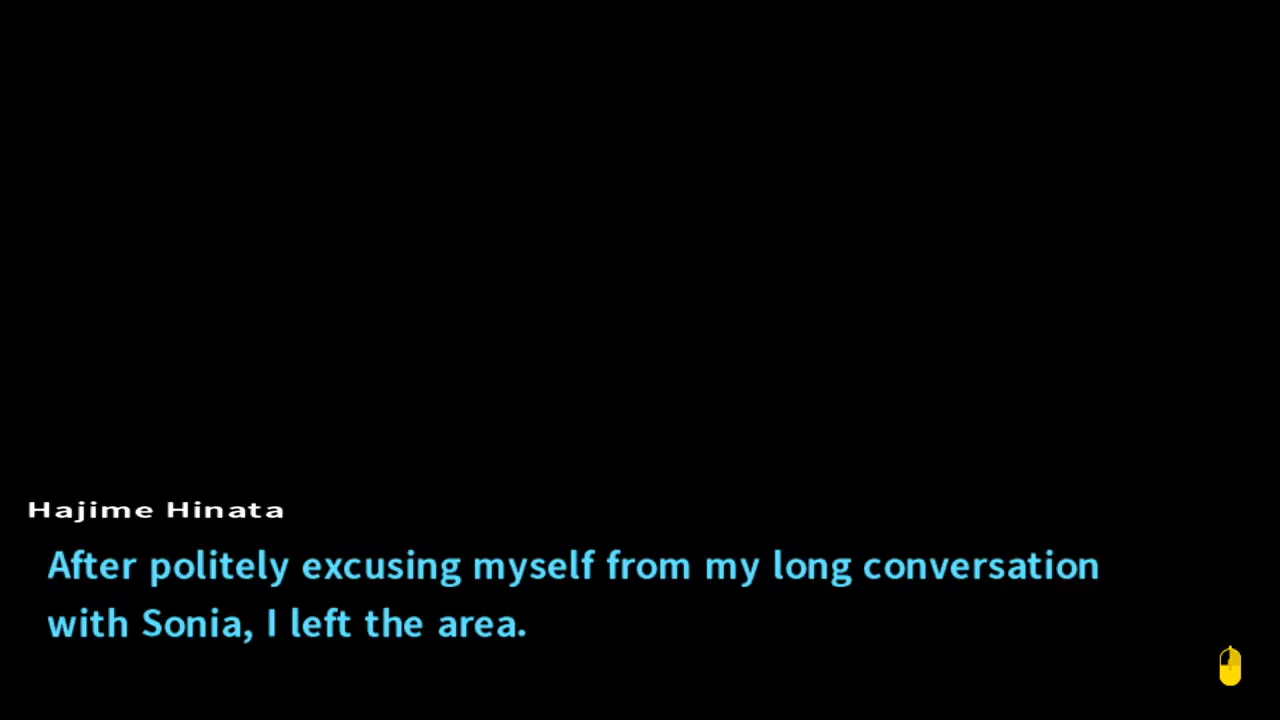 Hajime Hinata
After politely excusing myself from my long conversation
with Sonia, I left the area.